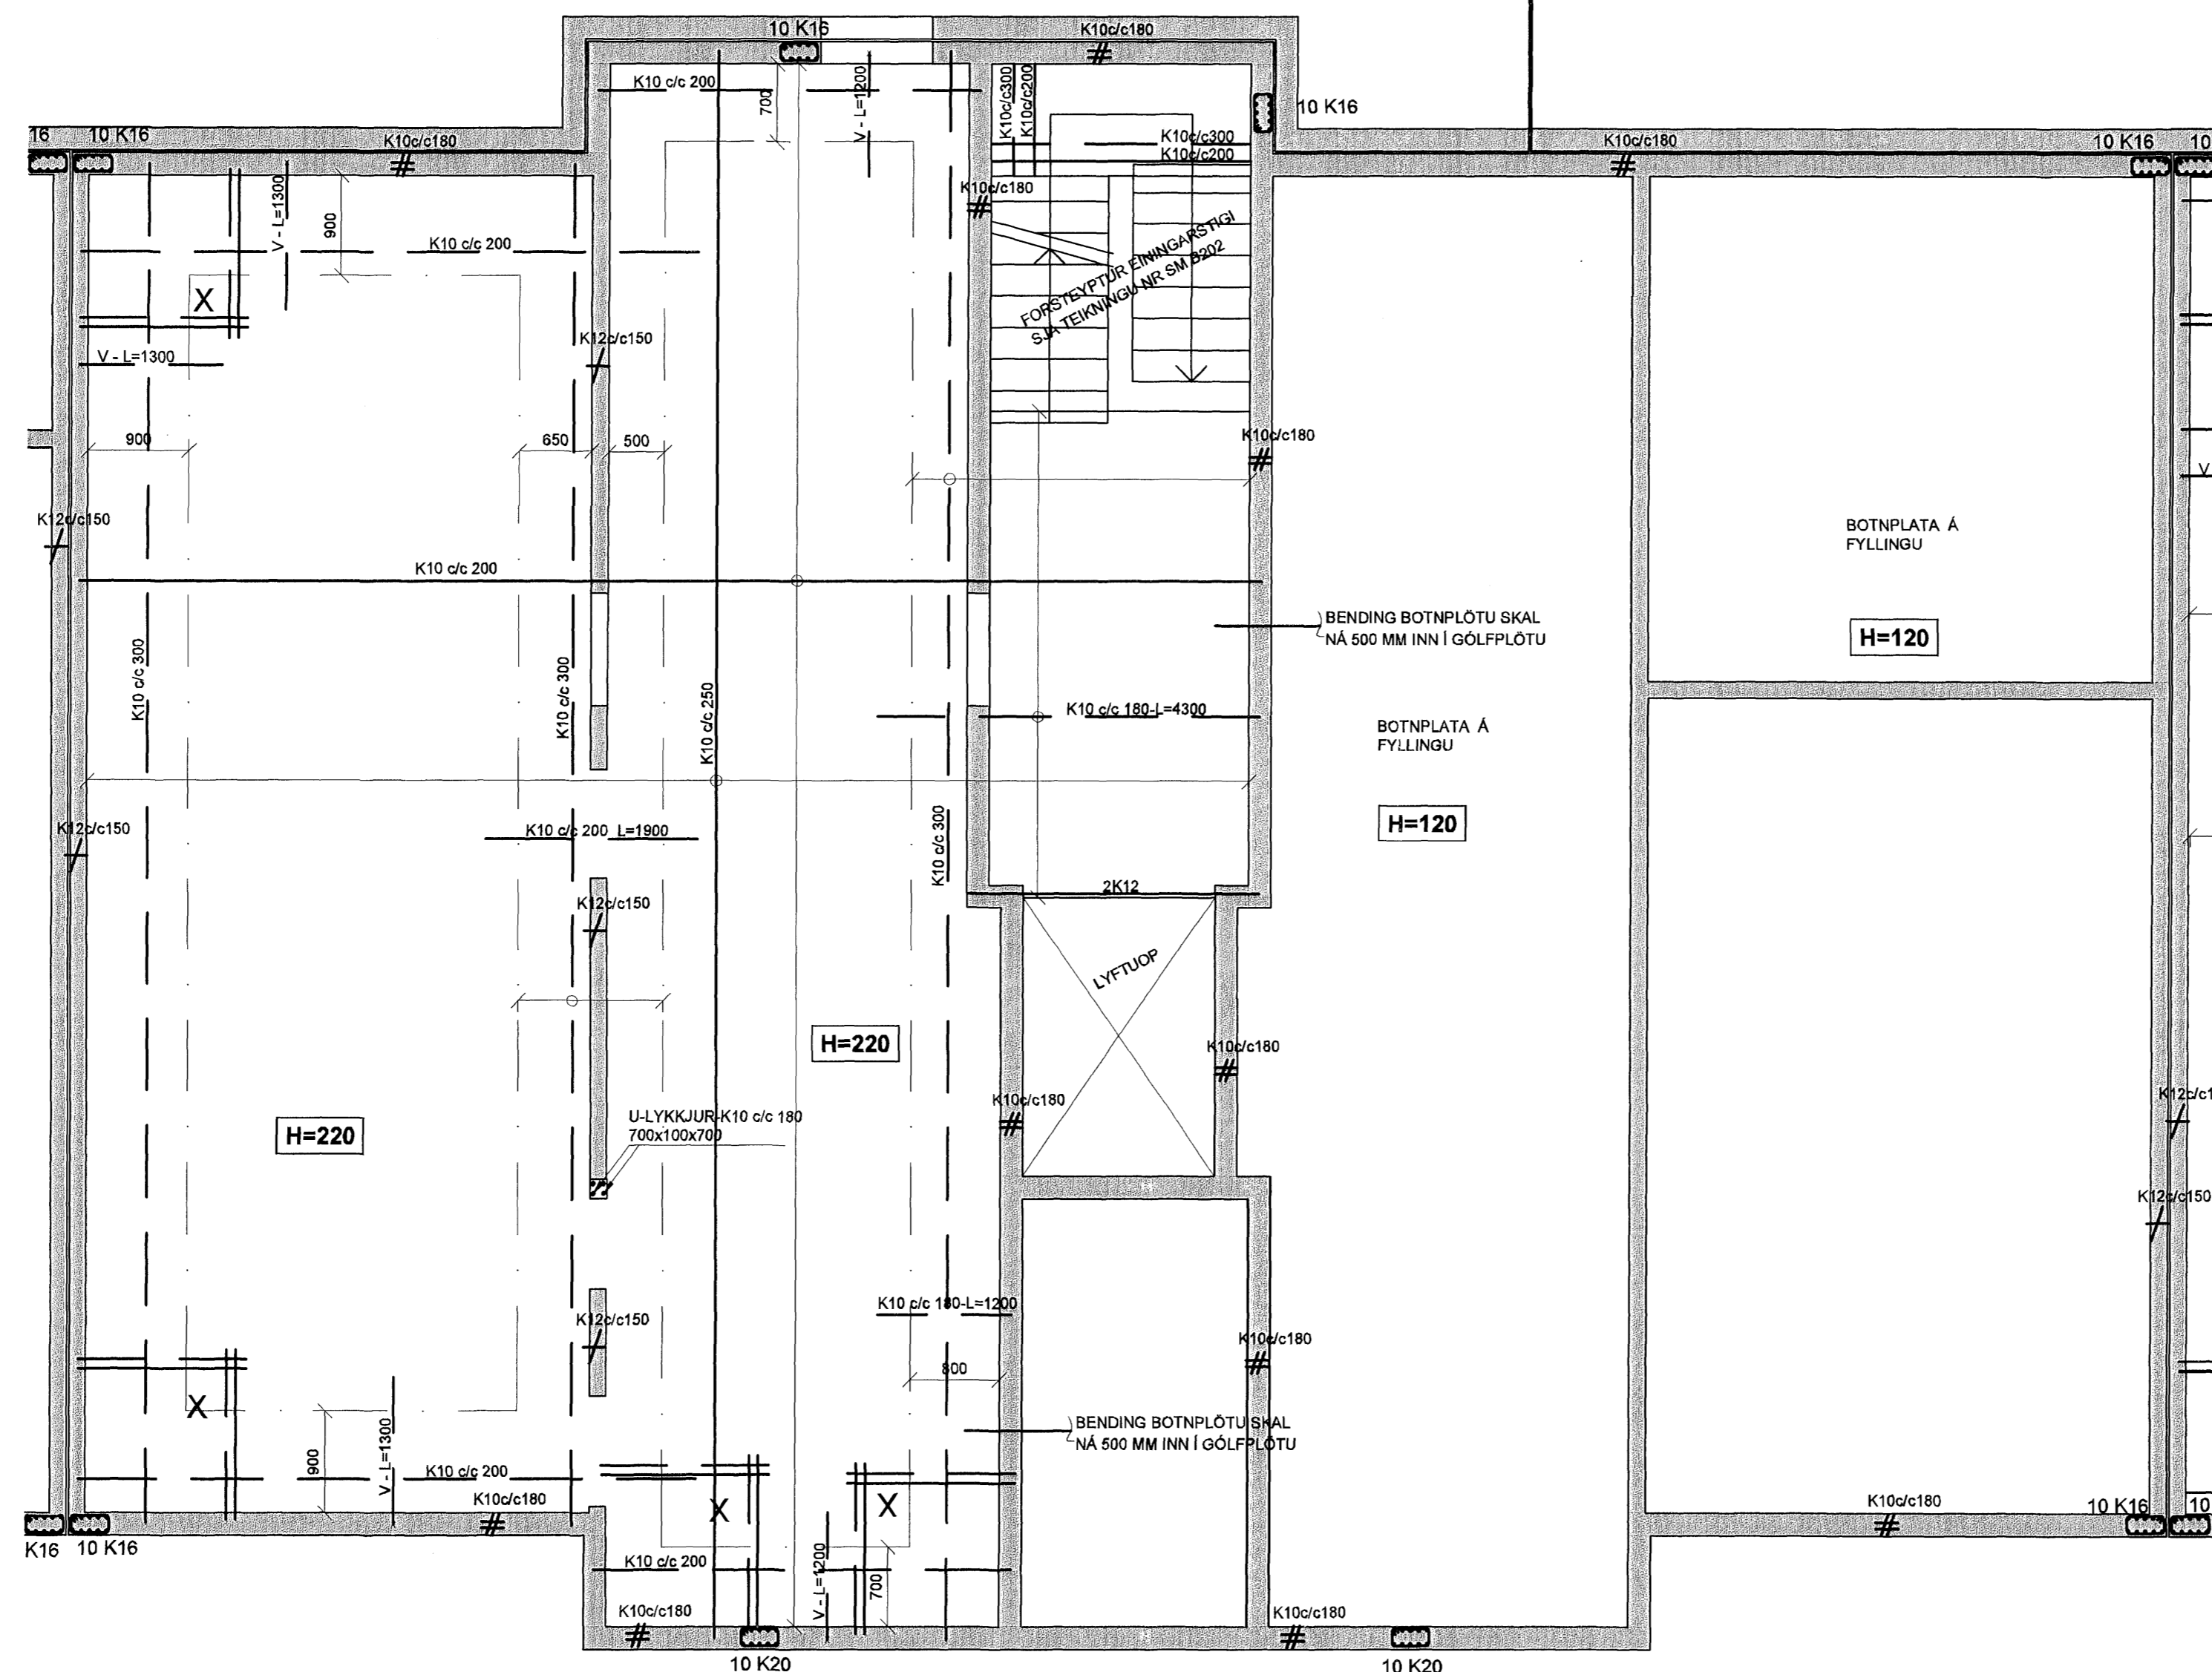 10 K16
K10c/c180
K10 c/c 200
700
V - L=1200
K10c/c300
K10c/c200
10 K16
16
10 K16
K10c/c180
K10c/c300
K10c/c200
K10c/c180
10 K16
10
V - L=1300
900
K10c/c180
K10 c/c 200
FORSTEYPTUR EININGARSTIGI
SJÁ TEIKNINGU NR SM B202
X
K12c/c150
V - L=1300
900
650
500
K10c/c180
V
K12c/c150
BOTNPLATA Á
FYLLINGU
K10 c/c 200
BENDING BOTNPLÖTU SKAL
NÁ 500 MM INN Í GÓLFPLÖTU
H=120
K10 c/c 300
K10 c/c 300
K10 c/c 250
K10 c/c 180-L=4300
BOTNPLATA Á
FYLLINGU
K12c/c150
K10 c/c 200 L=1900
K10 c/c 300
H=120
K12c/c150
2K12
LYFTUOP
H=220
K10c/c180
K10c/c180
K12c/c1
U-LYKKJUR-K10 c/c 180
700x100x700
H=220
K12c/c150
K10 c/c 180-L=1200
K12c/c150
K10c/c180
800
X
BENDING BOTNPLÖTU SKAL
NÁ 500 MM INN Í GÓLFPLÖTU
900
V - L=1300
K10 c/c 200
K10c/c180
X
X
K10c/c180
10 K16
10
K16
10 K16
K10 c/c 200
V - L=1200
700
K10c/c180
K10c/c180
10 K20
10 K20